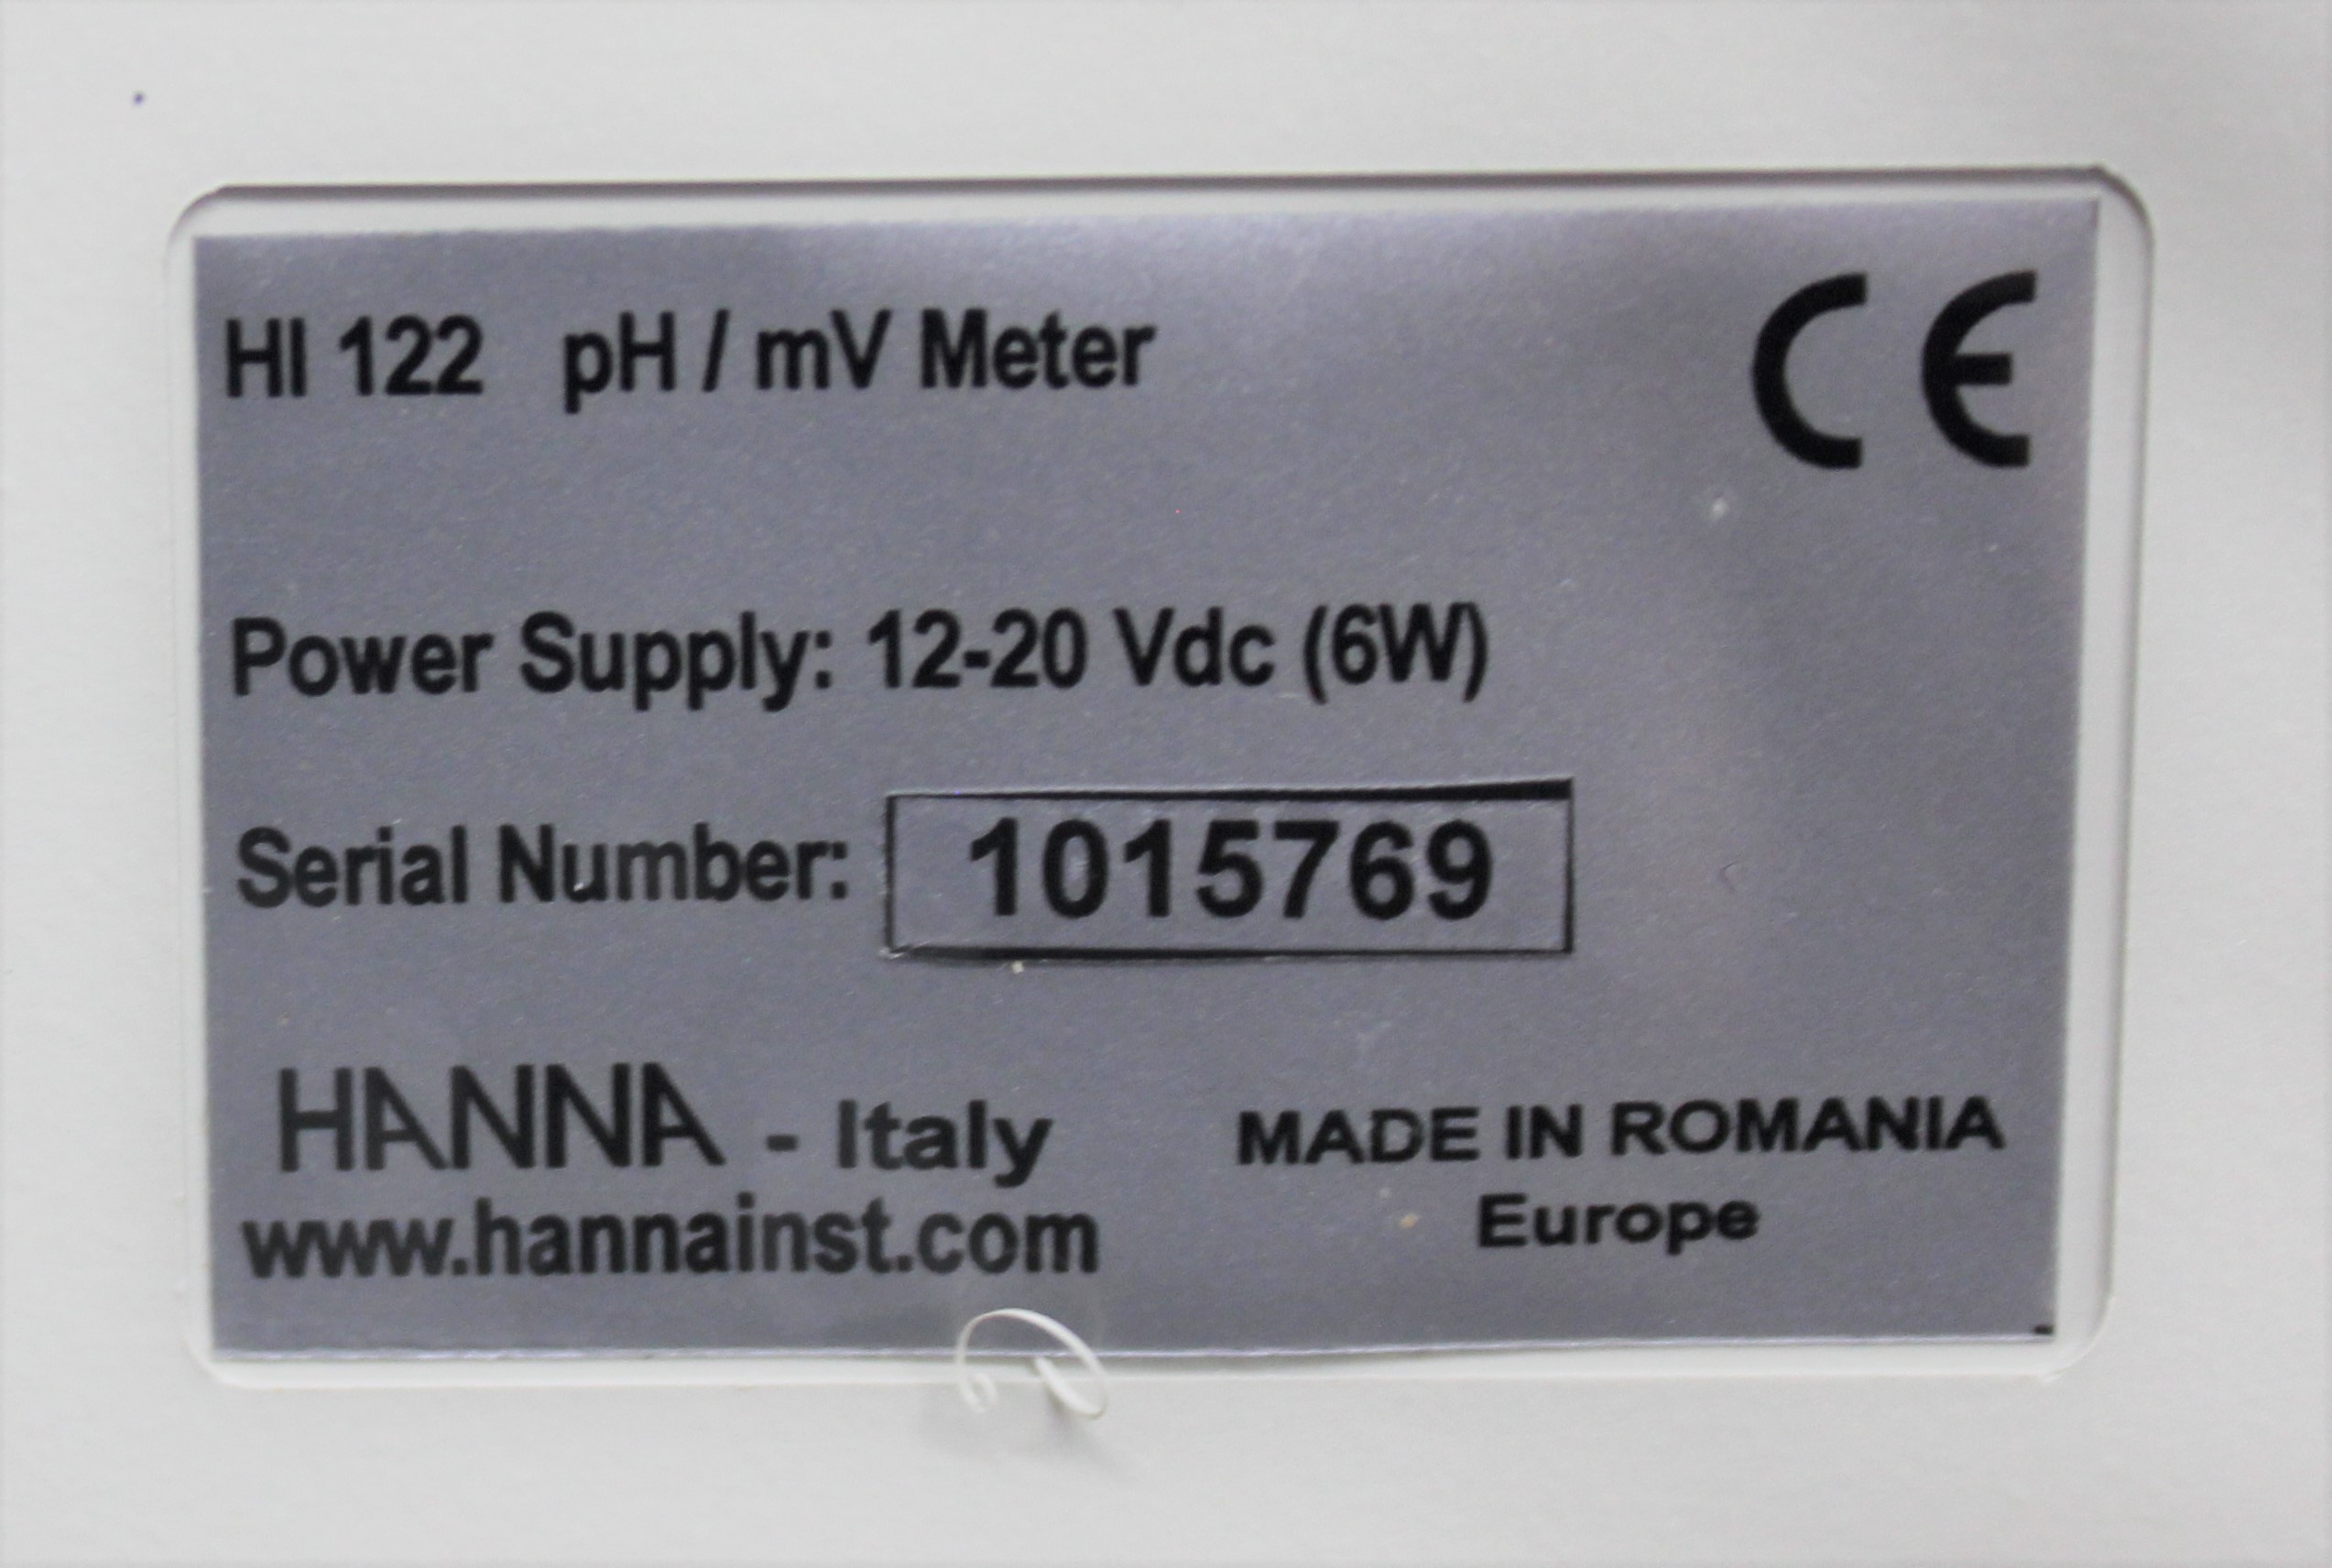 HI 122 pH / mV Meter
CE
Power Supply: 12-20 Vdc (6W)
Serial Number: 1015769
HANNA - Italy
www.hannainst.com
MADE IN ROMANIA
Europe